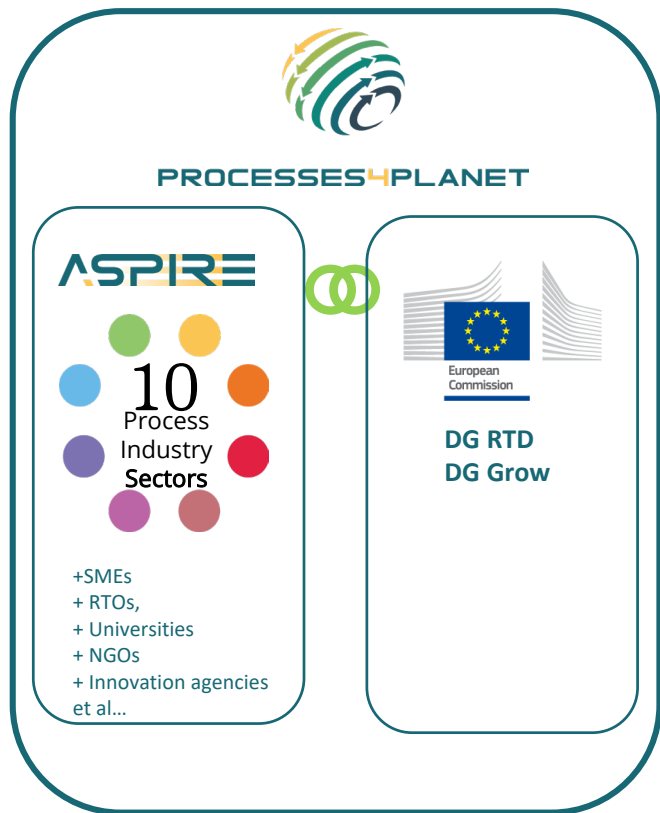 PROCESSES4PLANET
ASPIRE
10
Process
Industry
Sectors
+SMEs
+ RTOs,
+ Universities
+ NGOs
+ Innovation agencies
et al...
European
Commission
DG RTD
DG Grow